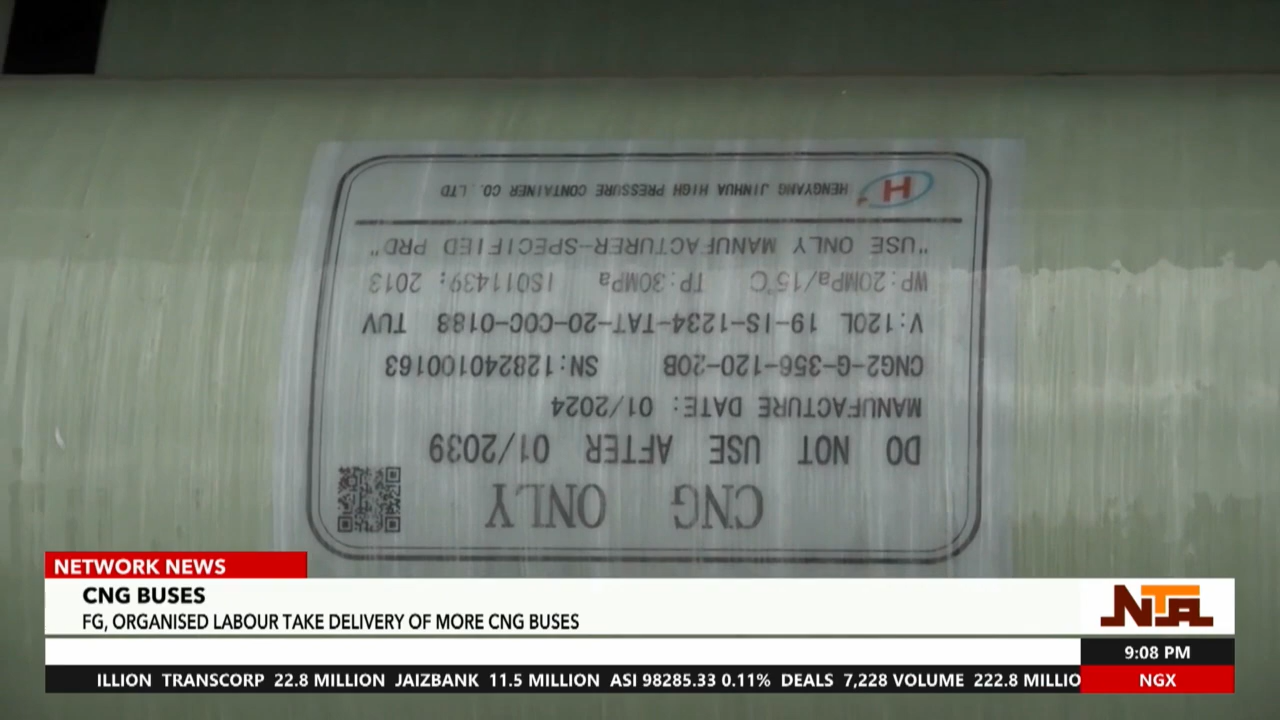 CNG ONLY
DO NOT USE AFTER 01/2039
MANUFACTURE DATE: 01/2024
CNG2-G-356-120-20B SN:12824010163
V:120L 19-IS-1234-TAT-20-COC-0188 TUV
WP:20MPa/15℃ TP:30MPa ISO11439: 2013
"USE ONLY MANUFACTURER-SPECIFIED PRD"
H HENGYANG JINHUA HIGH PRESSURE CONTAINER CO. LTD
NETWORK NEWS
CNG BUSES
FG, ORGANISED LABOUR TAKE DELIVERY OF MORE CNG BUSES
NTA
9:08 PM
ILLION TRANSCORP 22.8 MILLION JAIZBANK 11.5 MILLION ASI 98285.33 0.11% DEALS 7,228 VOLUME 222.8 MILLIO
NGX